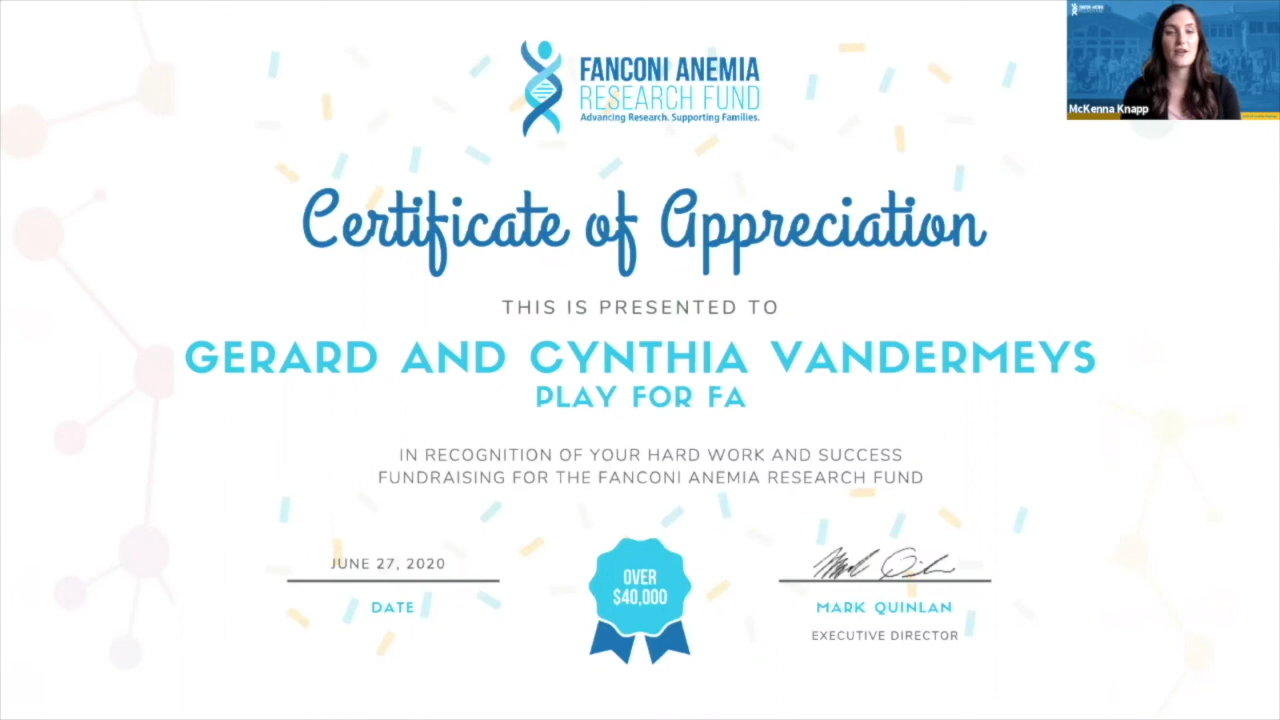 FANCONI ANEMIA
RESEARCH FUND
Advancing Research. Supporting Families.
McKenna Knapp
Certificate of Appreciation
THIS IS PRESENTED TO
GERARD AND CYNTHIA VANDERMEYS
PLAY FOR FA
IN RECOGNITION OF YOUR HARD WORK AND SUCCESS
FUNDRAISING FOR THE FANCONI ANEMIA RESEARCH FUND
JUNE 27, 2020
DATE
OVER
$40,000
Mark Quinlan
MARK QUINLAN
EXECUTIVE DIRECTOR